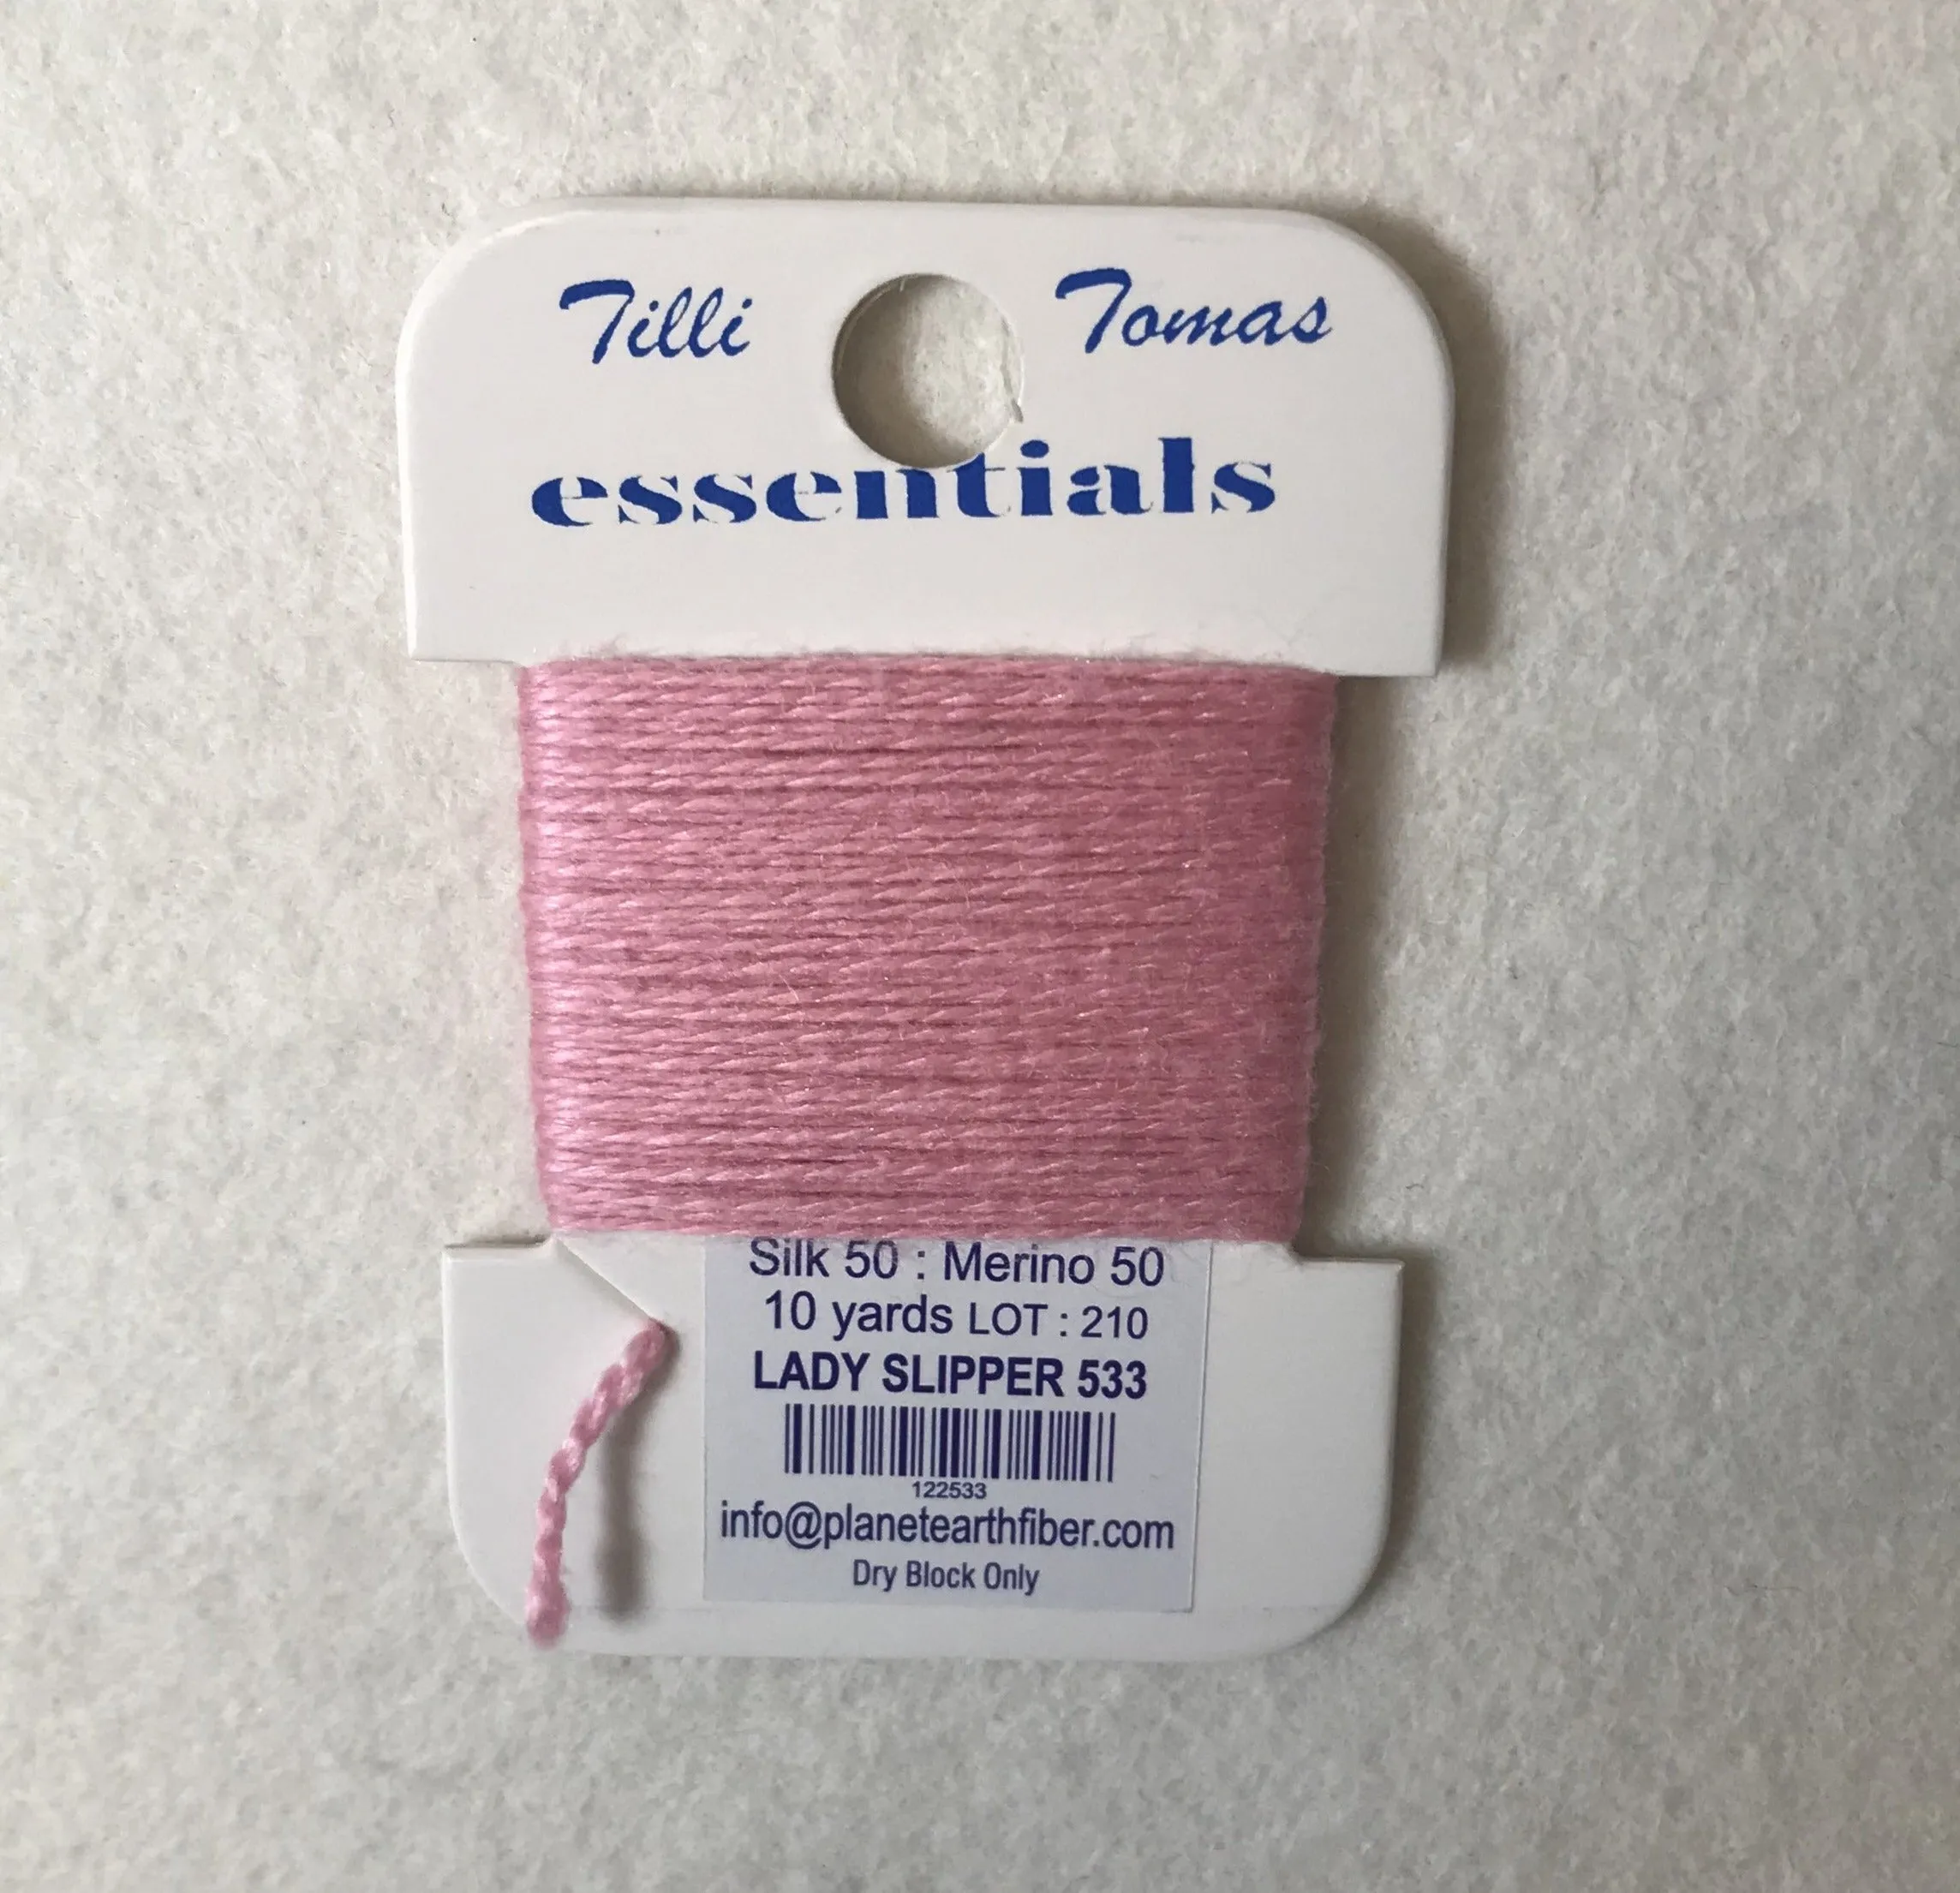 Tilli Tomas
essentials
Silk 50 : Merino 50
10 yards LOT : 210
LADY SLIPPER 533
122533
info@planetearthfiber.com
Dry Block Only